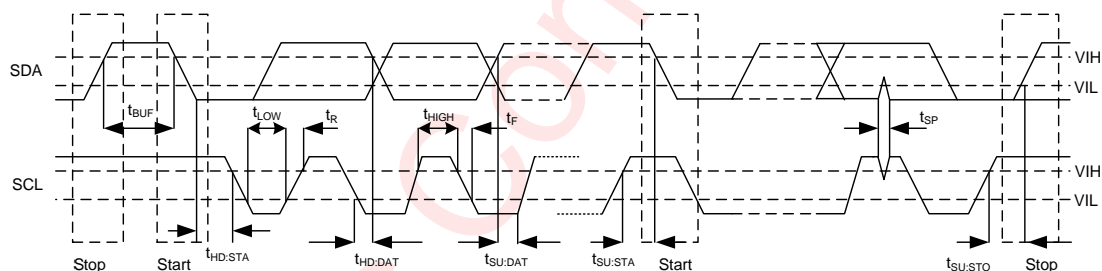 SDA
VIH
VIL
tBUF
tLOW
tR
tHIGH
tF
tSP
SCL
VIH
VIL
tHD:STA
tHD:DAT
tSU:DAT
tSU:STA
tSU:STO
Stop
Start
Start
Stop
Con